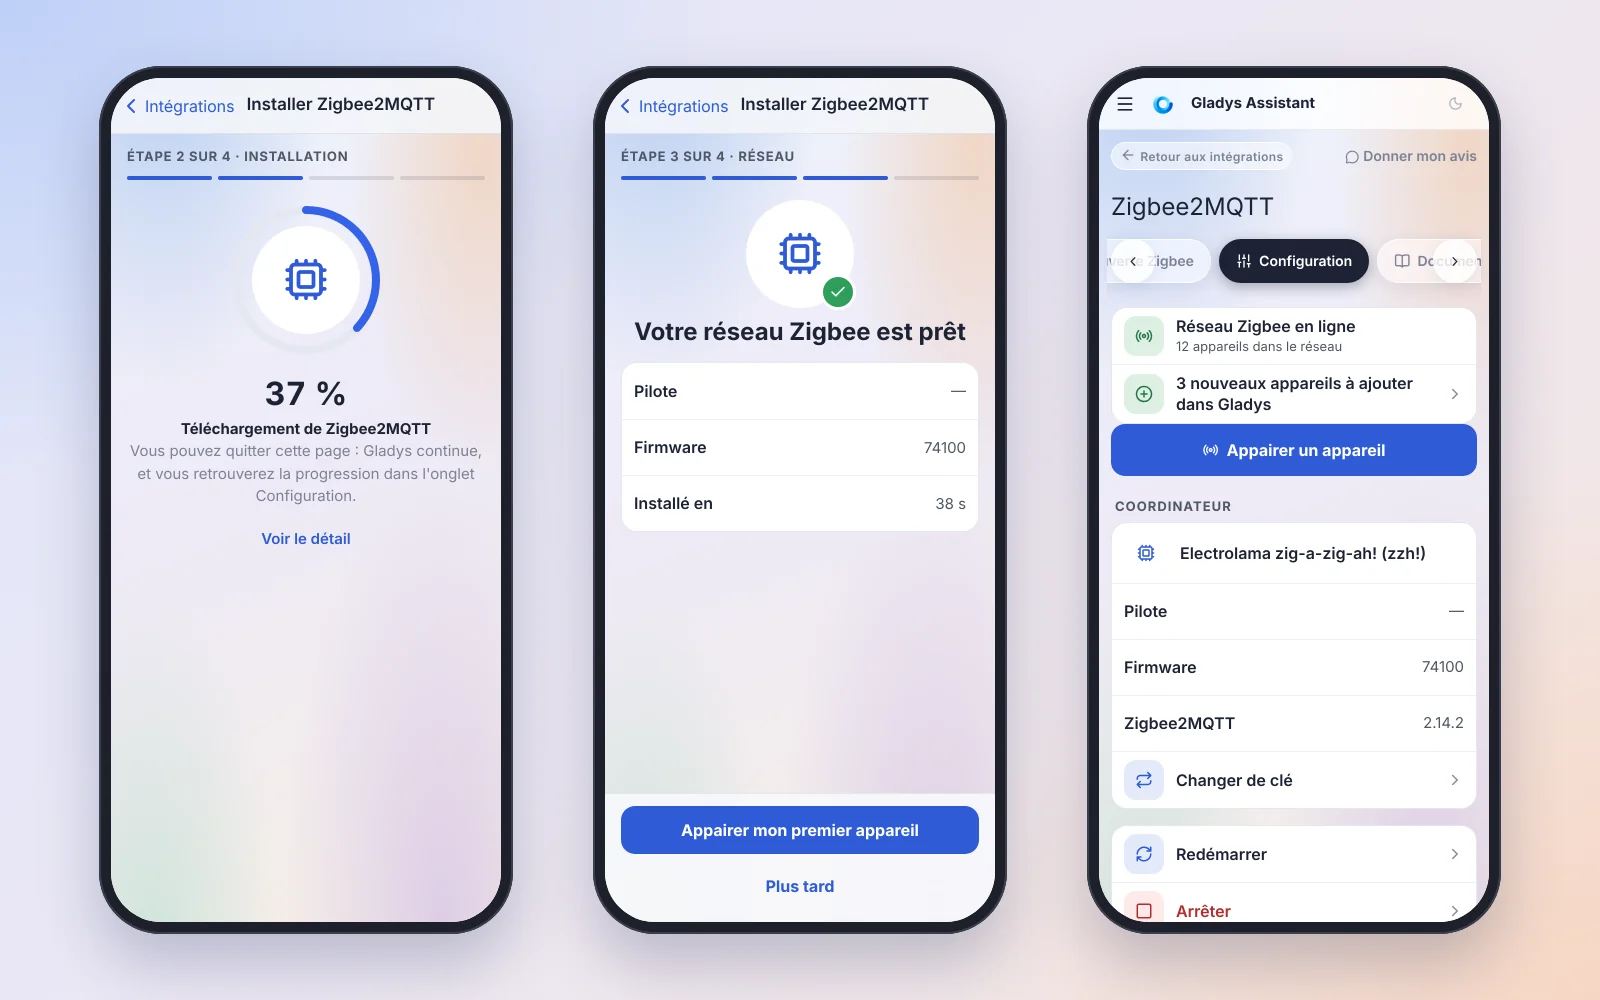 Intégrations Installer Zigbee2MQTT
ÉTAPE 2 SUR 4 · INSTALLATION
37 %
Téléchargement de Zigbee2MQTT
Vous pouvez quitter cette page : Gladys continue,
et vous retrouverez la progression dans l'onglet
Configuration.
Voir le détail
Intégrations Installer Zigbee2MQTT
ÉTAPE 3 SUR 4 · RÉSEAU
Votre réseau Zigbee est prêt
Pilote —
Firmware 74100
Installé en 38 s
Appairer mon premier appareil
Plus tard
Gladys Assistant
Retour aux intégrations Donner mon avis
Zigbee2MQTT
Zigbee Configuration
Réseau Zigbee en ligne
12 appareils dans le réseau
3 nouveaux appareils à ajouter
dans Gladys
Appairer un appareil
COORDINATEUR
Electrolama zig-a-zig-ah! (zzh!)
Pilote —
Firmware 74100
Zigbee2MQTT 2.14.2
Changer de clé
Redémarrer
Arrêter